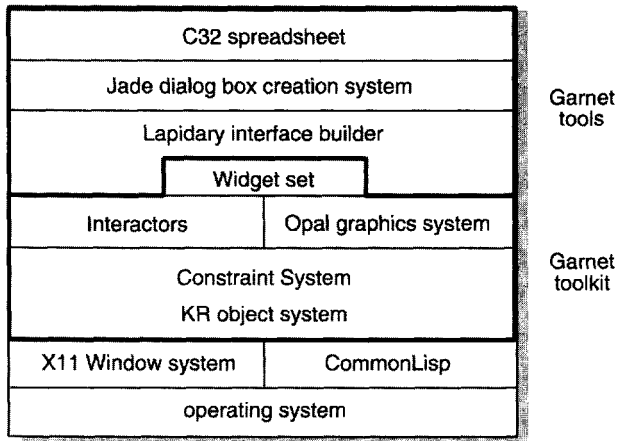 C32 spreadsheet
Jade dialog box creation system
Garnet
tools
Lapidary interface builder
Widget set
Interactors
Opal graphics system
Garnet
toolkit
Constraint System
KR object system
X11 Window system
CommonLisp
operating system